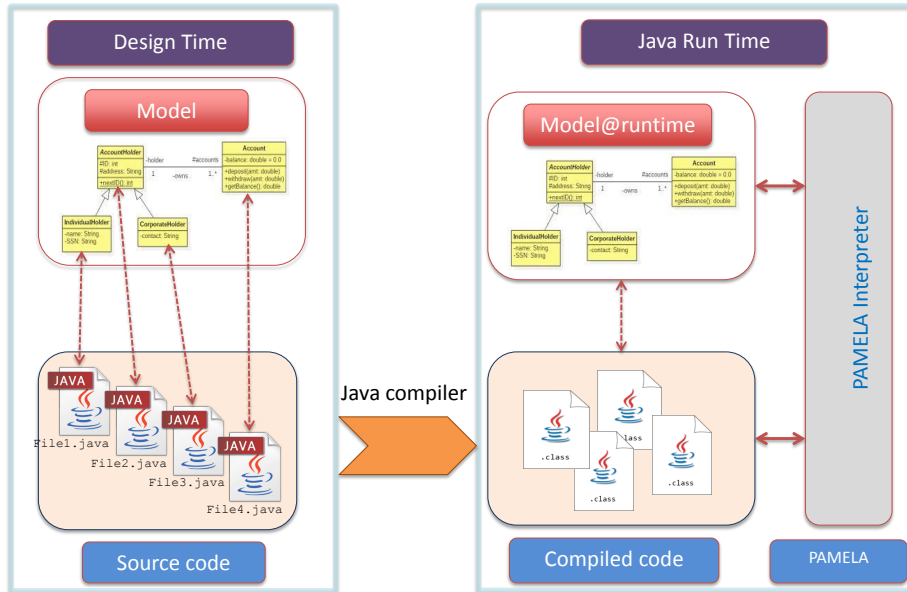 Design Time
Model
AccountHolder
#ID: int
#address: String
+nextID(): int
-holder
#accounts
1
-owns
1..*
Account
-balance: double = 0.0
+deposit(amt: double)
+withdraw(amt: double)
+getBalance(): double
IndividualHolder
-name: String
-SSN: String
CorporateHolder
-contact: String
JAVA
File1.java
JAVA
File2.java
JAVA
File3.java
JAVA
File4.java
Source code
Java compiler
Java Run Time
Model@runtime
AccountHolder
#ID: int
#address: String
+nextID(): int
-holder
#accounts
1
-owns
1..*
Account
-balance: double = 0.0
+deposit(amt: double)
+withdraw(amt: double)
+getBalance(): double
IndividualHolder
-name: String
-SSN: String
CorporateHolder
-contact: String
.class
.class
.class
.class
Compiled code
PAMELA Interpreter
PAMELA